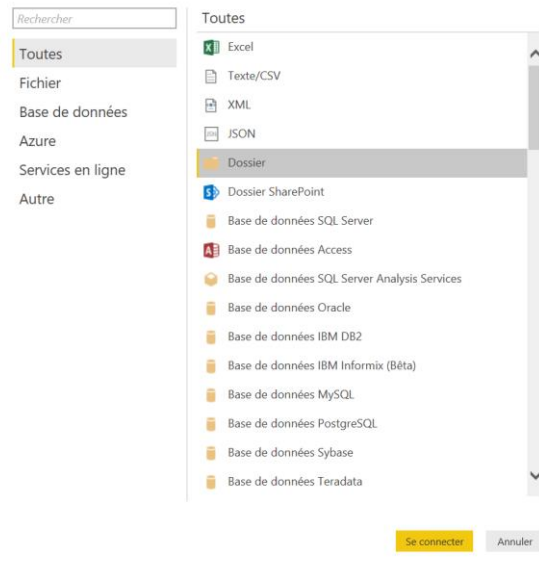 Rechercher
Toutes
Fichier
Base de données
Azure
Services en ligne
Autre
Toutes
Excel
Texte/CSV
XML
JSON
Dossier
Dossier SharePoint
Base de données SQL Server
Base de données Access
Base de données SQL Server Analysis Services
Base de données Oracle
Base de données IBM DB2
Base de données IBM Informix (Bêta)
Base de données MySQL
Base de données PostgreSQL
Base de données Sybase
Base de données Teradata
Se connecter
Annuler